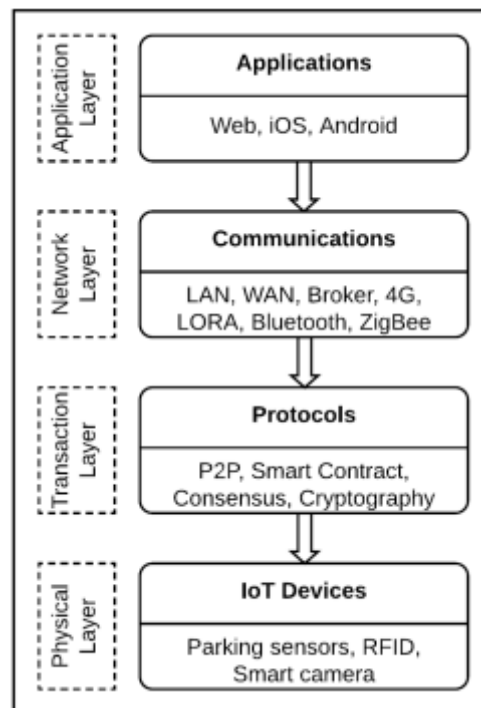 Application
Layer
Applications
Web, iOS, Android
Network
Layer
Communications
LAN, WAN, Broker, 4G,
LORA, Bluetooth, ZigBee
Transaction
Layer
Protocols
P2P, Smart Contract,
Consensus, Cryptography
Physical
Layer
IoT Devices
Parking sensors, RFID,
Smart camera